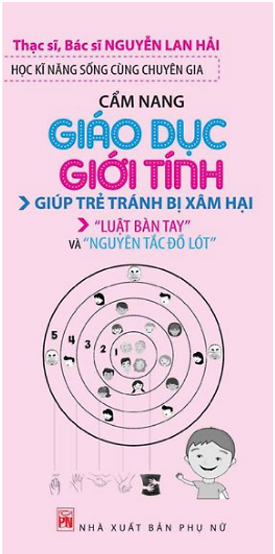 Thạc sĩ, Bác sĩ NGUYỄN LAN HẢI
HỌC KĨ NĂNG SỐNG CÙNG CHUYÊN GIA
CẨM NANG
GIÁO DỤC
GIỚI TÍNH
GIÚP TRẺ TRÁNH BỊ XÂM HẠI
"LUẬT BÀN TAY"
VÀ "NGUYÊN TẮC ĐỒ LÓT"
5 4 3 2 1
PN
NHÀ XUẤT BẢN PHỤ NỮ